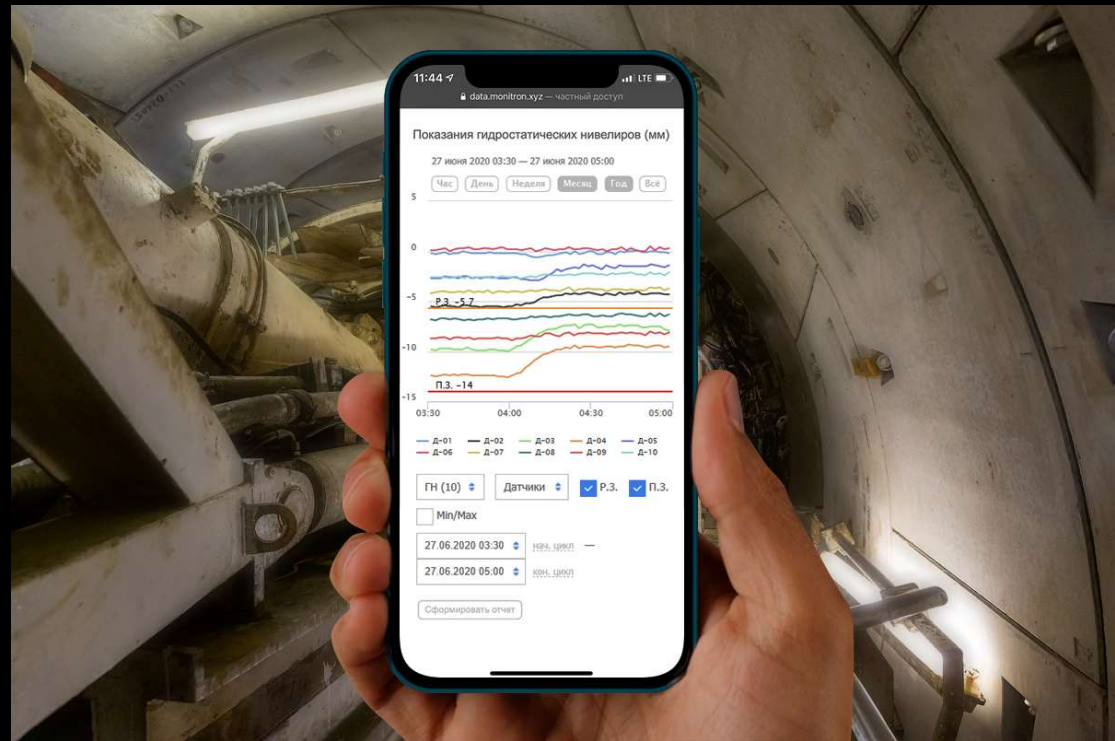 11:44
LTE
data.monitron.xyz — частный доступ
Показания гидростатических нивелиров (мм)
27 июня 2020 03:30 — 27 июня 2020 05:00
Час День Неделя Месяц Год Всё
5
0
-5
Р.З. -5.7
-10
П.З. -14
-15
03:30 04:00 04:30 05:00
Д-01 Д-02 Д-03 Д-04 Д-05
Д-06 Д-07 Д-08 Д-09 Д-10
ГН (10) Датчики Р.З. П.З.
Min/Max
27.06.2020 03:30 нач. цикл —
27.06.2020 05:00 кон. цикл
Сформировать отчет